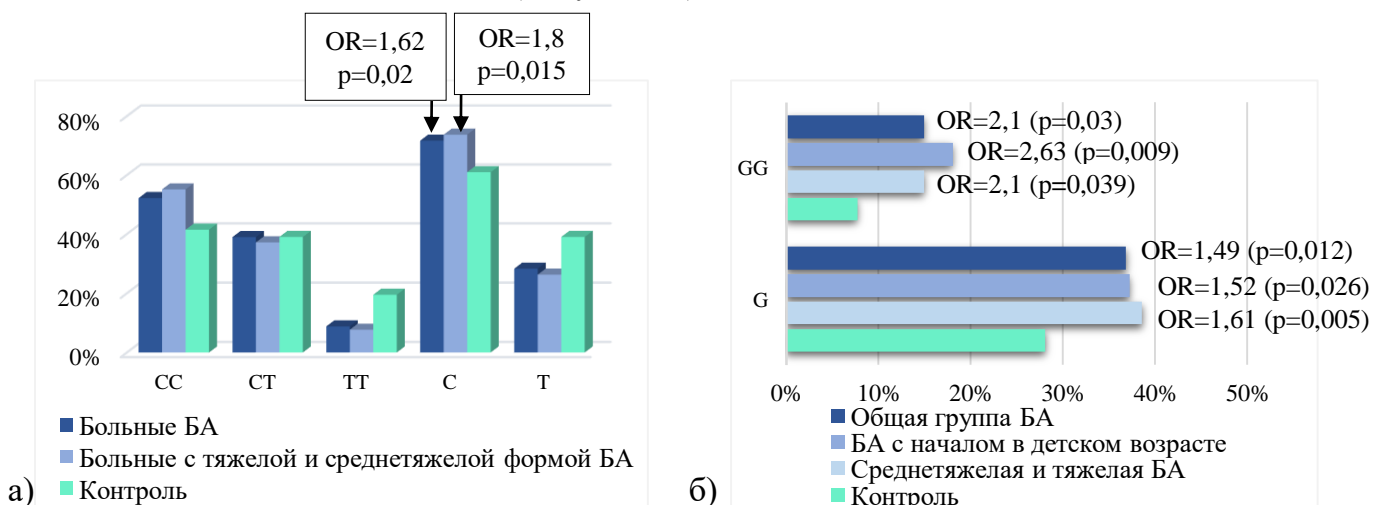 OR=1,62
p=0,02
OR=1,8
p=0,015
80%
60%
40%
20%
0%
CC
CT
TT
C
T
Больные БА
Больные с тяжелой и среднетяжелой формой БА
Контроль
а)
GG
G
OR=2,1 (p=0,03)
OR=2,63 (p=0,009)
OR=2,1 (p=0,039)
OR=1,49 (p=0,012)
OR=1,52 (p=0,026)
OR=1,61 (p=0,005)
0% 10% 20% 30% 40% 50%
Общая группа БА
БА с началом в детском возрасте
Среднетяжелая и тяжелая БА
Контроль
б)